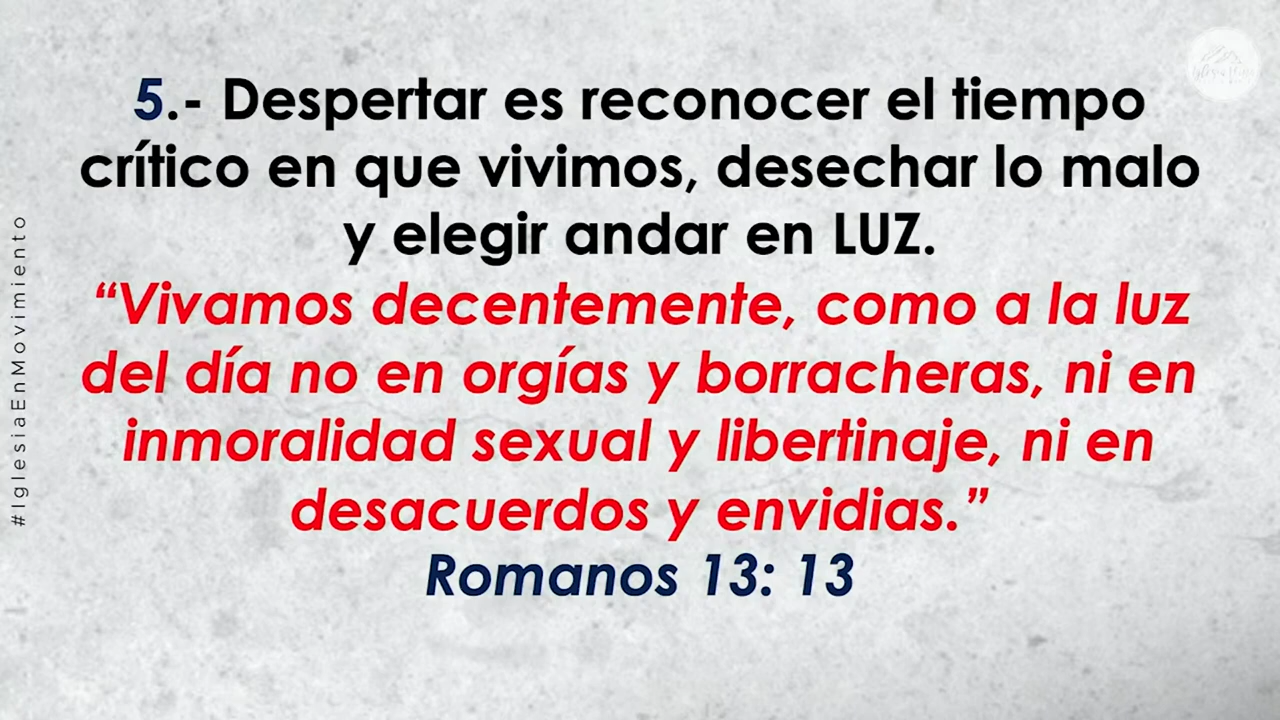 5.- Despertar es reconocer el tiempo
crítico en que vivimos, desechar lo malo
y elegir andar en LUZ.
“Vivamos decentemente, como a la luz
del día no en orgías y borracheras, ni en
inmoralidad sexual y libertinaje, ni en
desacuerdos y envidias.”
Romanos 13: 13
#IglesiaEnMovimiento